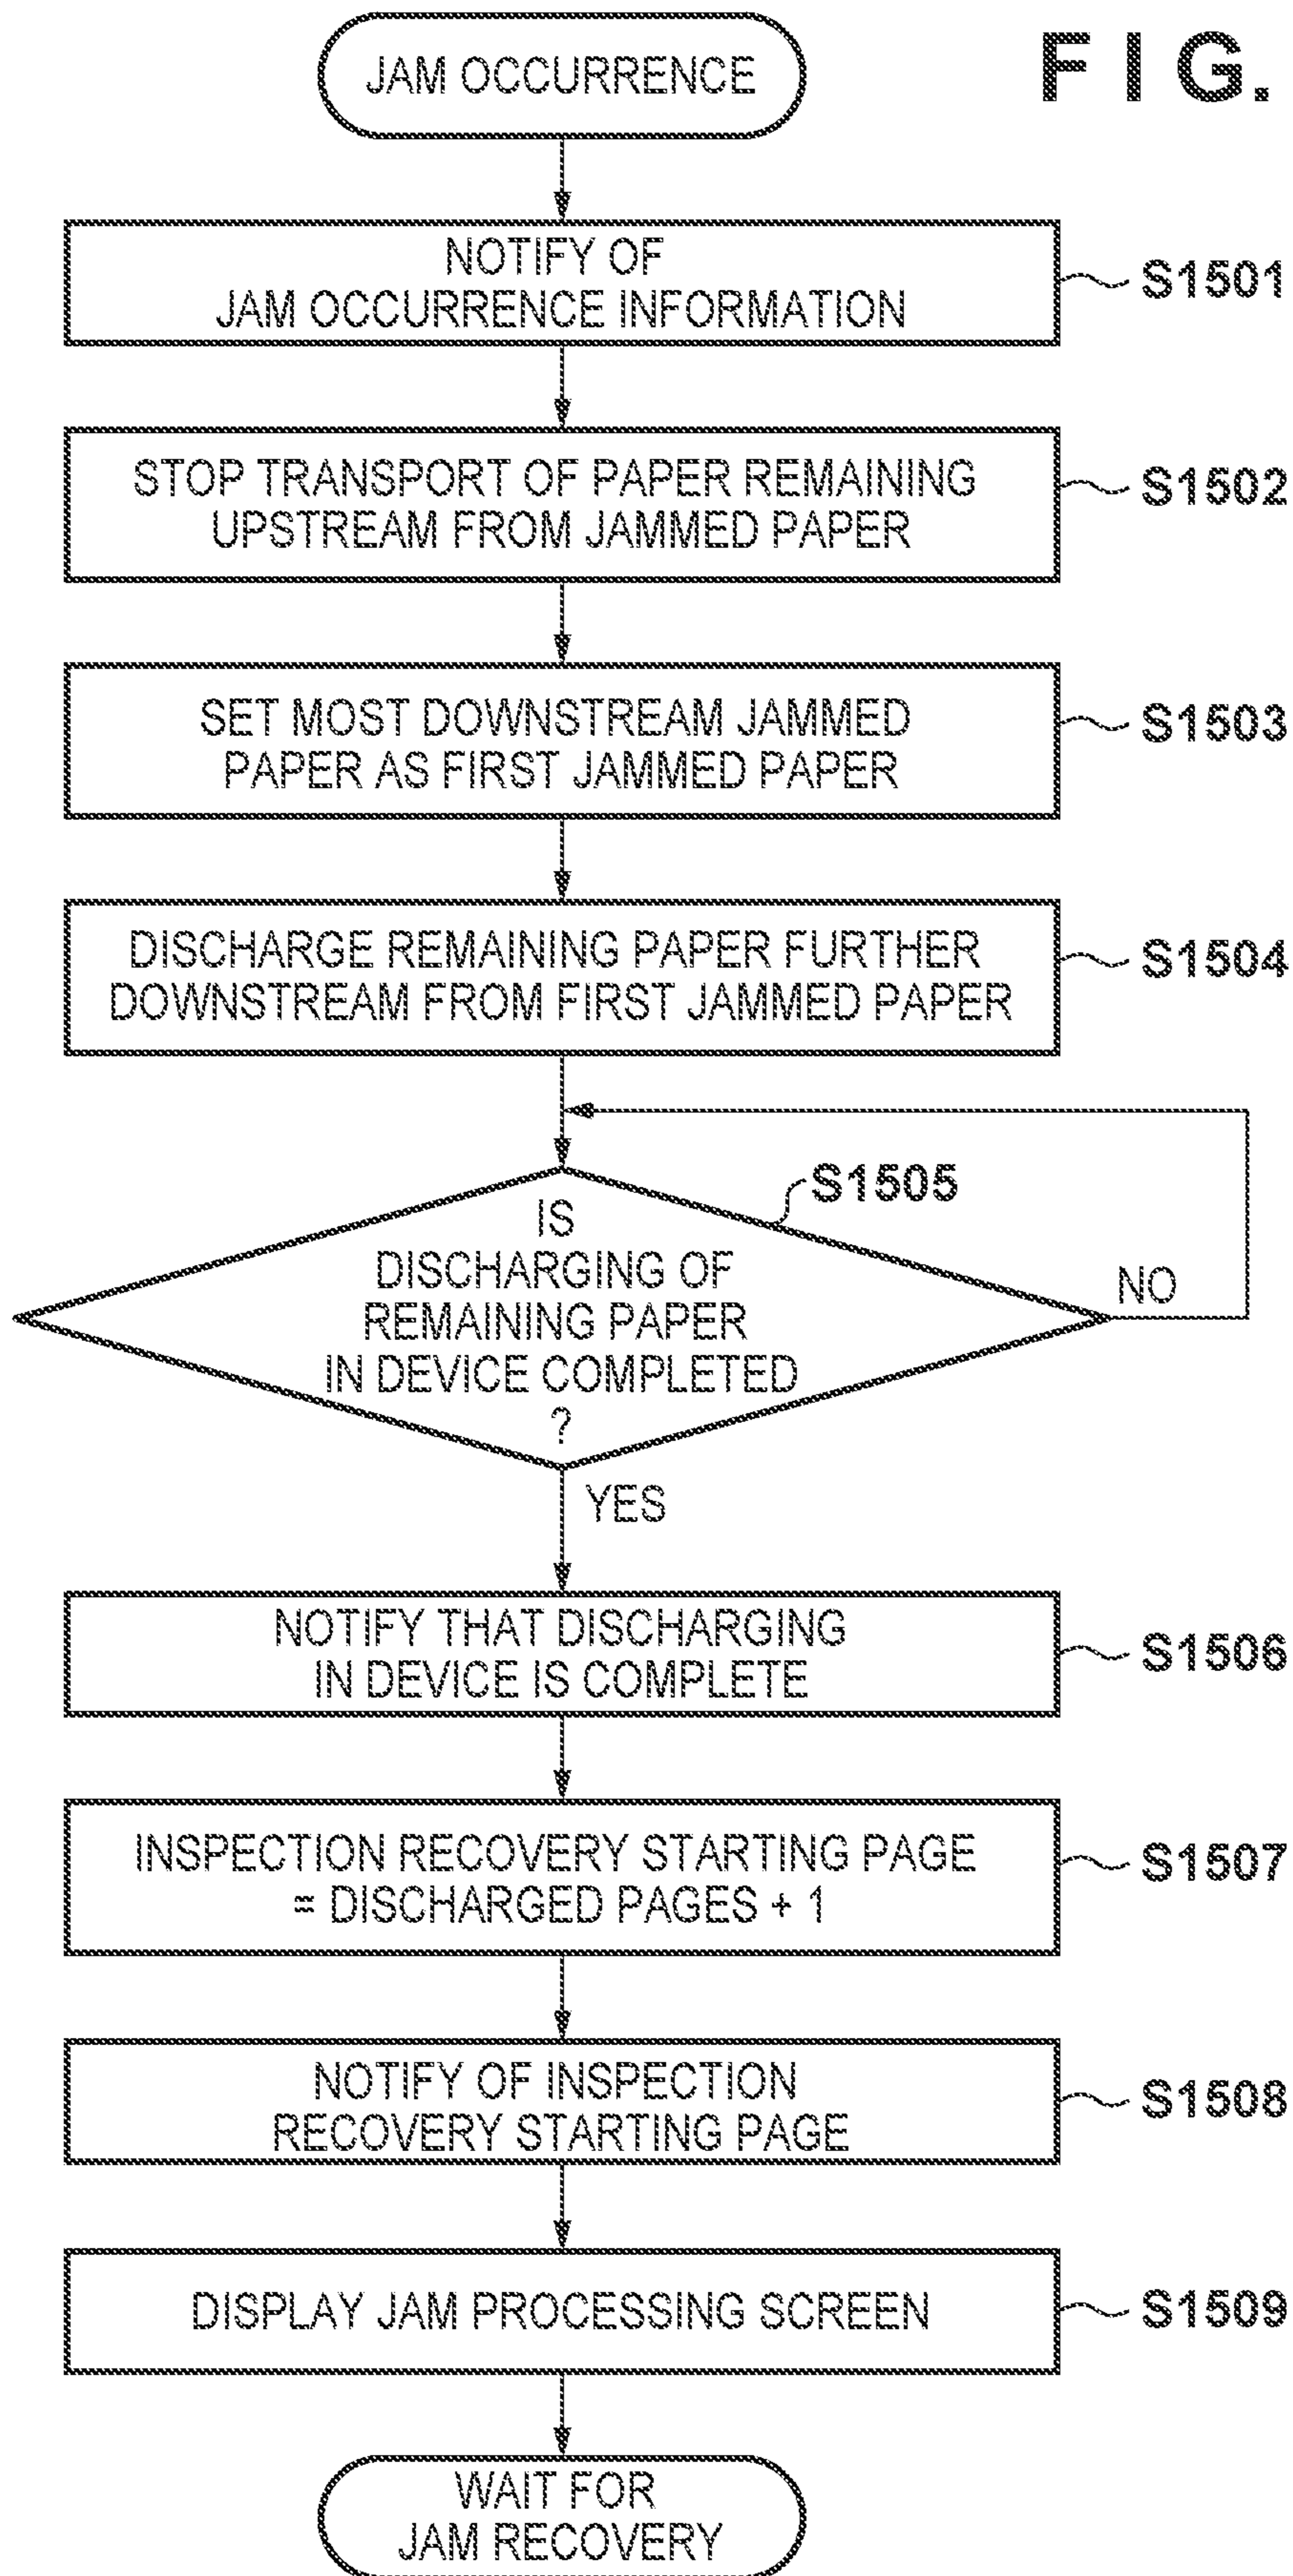 JAM OCCURRENCE
FIG.
NOTIFY OF
JAM OCCURRENCE INFORMATION
S1501
STOP TRANSPORT OF PAPER REMAINING
UPSTREAM FROM JAMMED PAPER
S1502
SET MOST DOWNSTREAM JAMMED
PAPER AS FIRST JAMMED PAPER
S1503
DISCHARGE REMAINING PAPER FURTHER
DOWNSTREAM FROM FIRST JAMMED PAPER
S1504
S1505
IS
DISCHARGING OF
REMAINING PAPER
IN DEVICE COMPLETED
?
NO
YES
NOTIFY THAT DISCHARGING
IN DEVICE IS COMPLETE
S1506
INSPECTION RECOVERY STARTING PAGE
= DISCHARGED PAGES + 1
S1507
NOTIFY OF INSPECTION
RECOVERY STARTING PAGE
S1508
DISPLAY JAM PROCESSING SCREEN
S1509
WAIT FOR
JAM RECOVERY